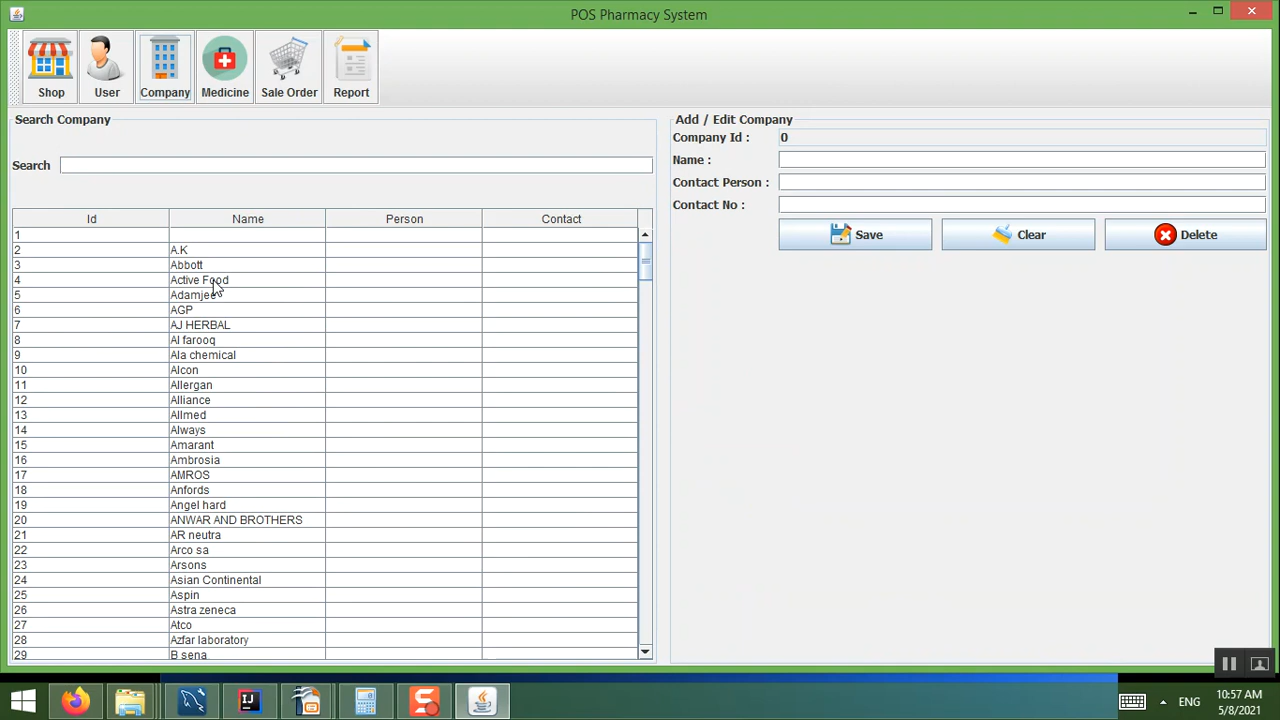 POS Pharmacy System
Shop User Company Medicine Sale Order Report
Search Company
Search
Id Name Person Contact
1
2 A.K
3 Abbott
4 Active Food
5 Adamjee
6 AGP
7 AJ HERBAL
8 Al farooq
9 Ala chemical
10 Alcon
11 Allergan
12 Alliance
13 Allmed
14 Always
15 Amarant
16 Ambrosia
17 AMROS
18 Anfords
19 Angel hard
20 ANWAR AND BROTHERS
21 AR neutra
22 Arco sa
23 Arsons
24 Asian Continental
25 Aspin
26 Astra zeneca
27 Atco
28 Azfar laboratory
29 B sena
Add / Edit Company
Company Id : 0
Name :
Contact Person :
Contact No :
Save Clear Delete
IJ
S
ENG
10:57 AM
5/8/2021